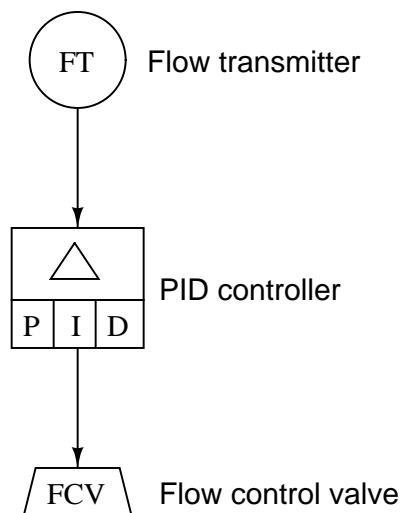 FT Flow transmitter
PID controller
P I D
FCV Flow control valve